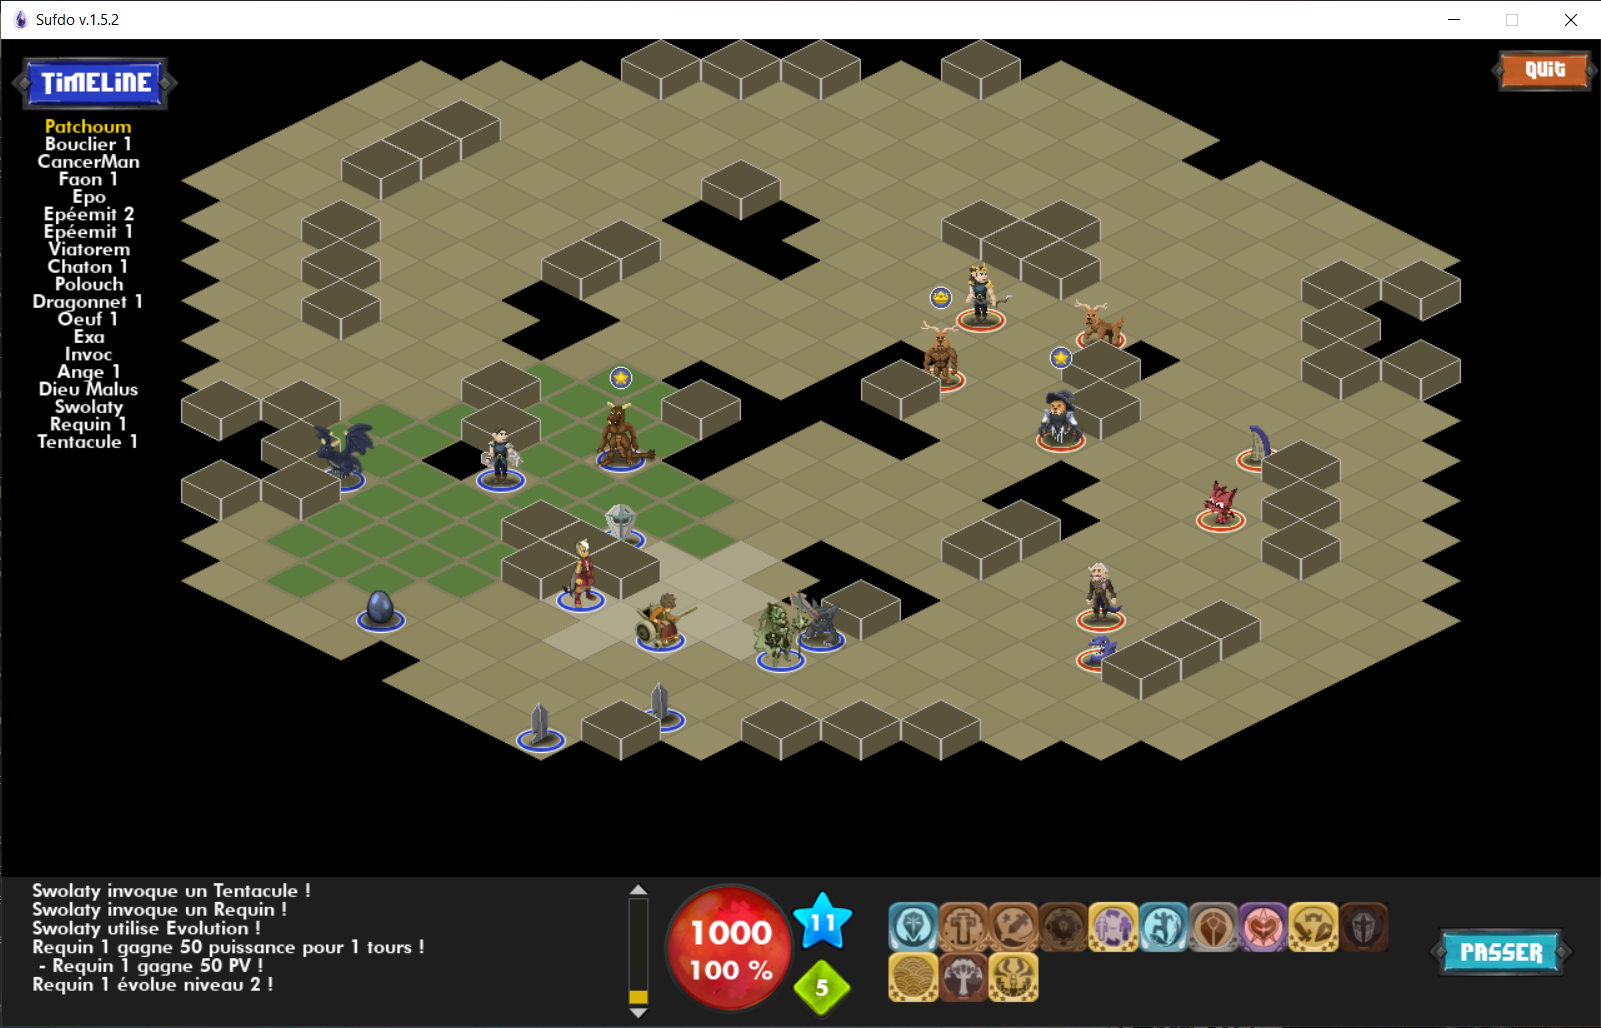 Sufdo v.1.5.2
TIMELINE
QUIT
Patchoum
Bouclier 1
CancerMan
Faon 1
Epo
Epéemit 2
Epéemit 1
Viatorem
Chaton 1
Polouch
Dragonnet 1
Oeuf 1
Exa
Invoc
Ange 1
Dieu Malus
Swolaty
Requin 1
Tentacule 1
Swolaty invoque un Tentacule !
Swolaty invoque un Requin !
Swolaty utilise Evolution !
Requin 1 gagne 50 puissance pour 1 tours !
- Requin 1 gagne 50 PV !
Requin 1 évolue niveau 2 !
1000
100 %
11
5
PASSER